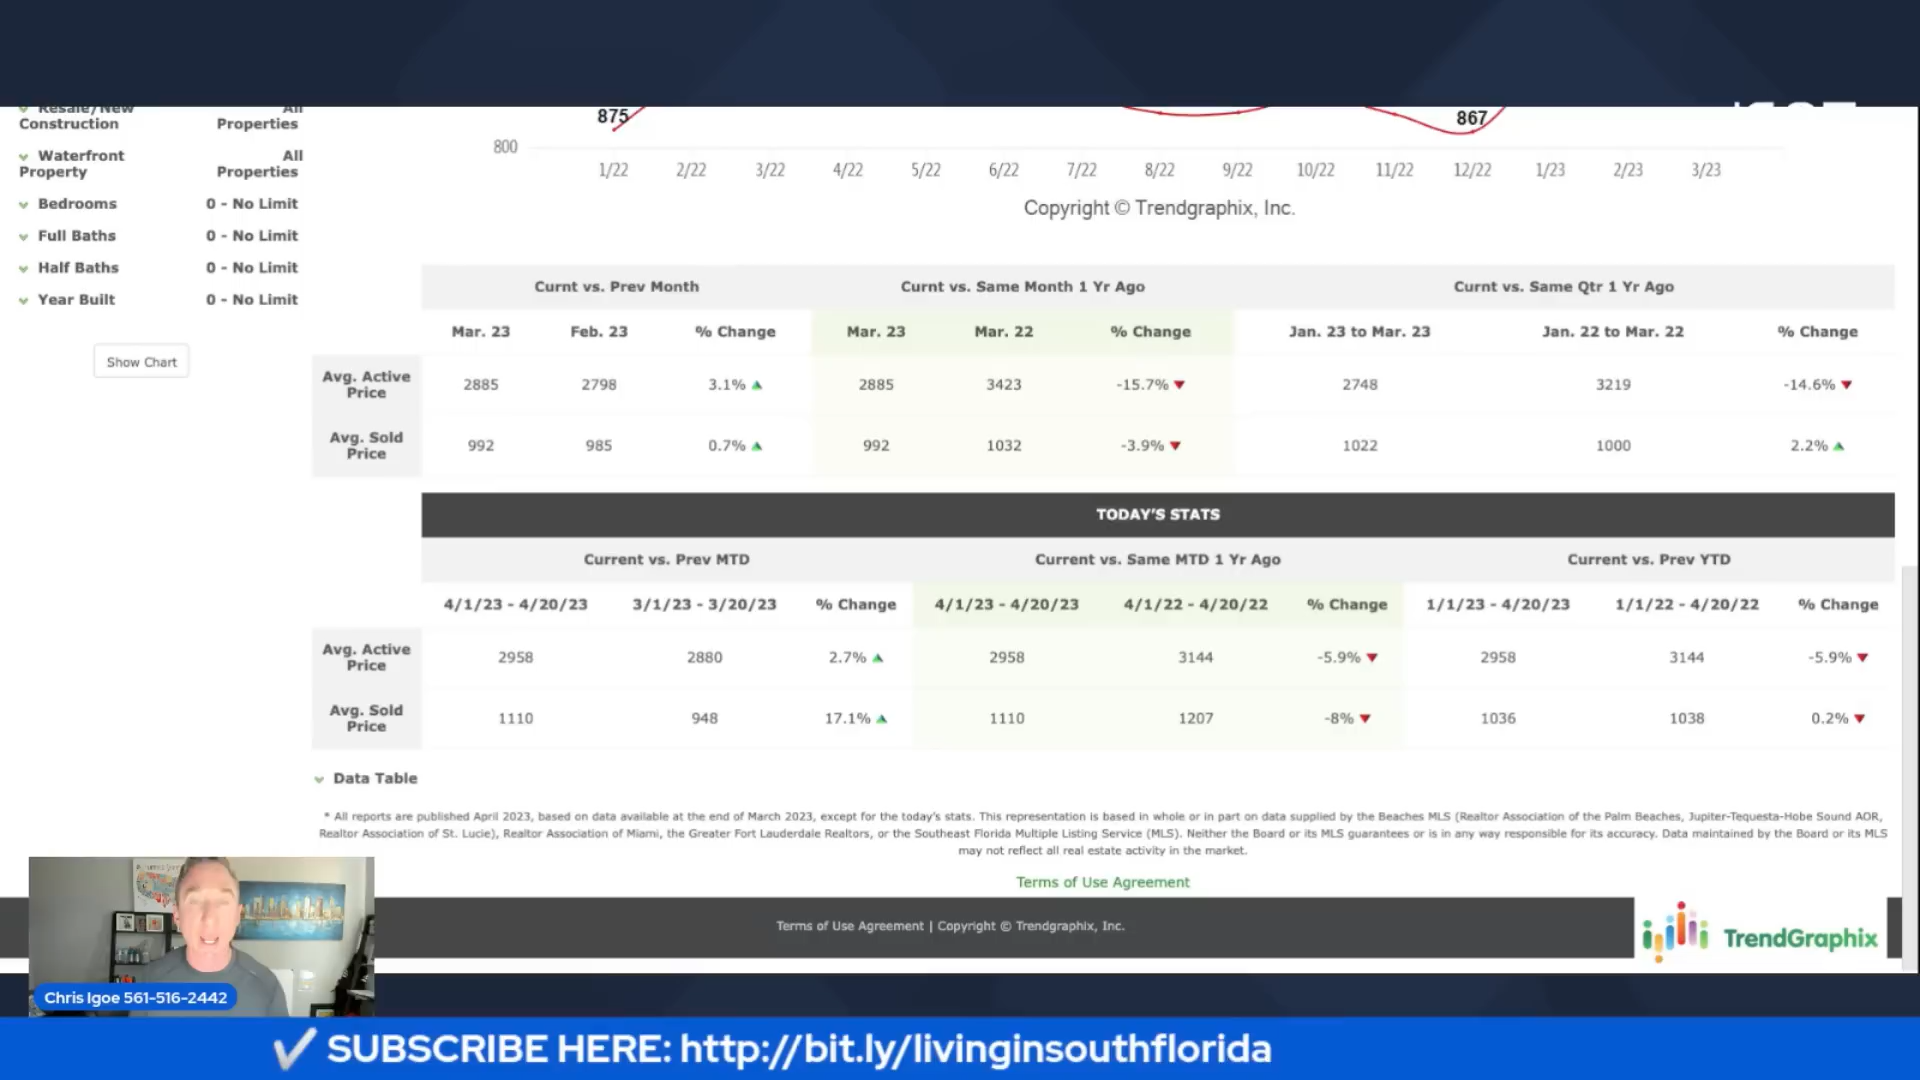 Resale/New Construction All Properties
Waterfront Property All Properties
Bedrooms 0 - No Limit
Full Baths 0 - No Limit
Half Baths 0 - No Limit
Year Built 0 - No Limit
Show Chart
875
867
800
1/22 2/22 3/22 4/22 5/22 6/22 7/22 8/22 9/22 10/22 11/22 12/22 1/23 2/23 3/23
Copyright © Trendgraphix, Inc.
Curnt vs. Prev Month Curnt vs. Same Month 1 Yr Ago Curnt vs. Same Qtr 1 Yr Ago
Mar. 23 Feb. 23 % Change Mar. 23 Mar. 22 % Change Jan. 23 to Mar. 23 Jan. 22 to Mar. 22 % Change
Avg. Active Price 2885 2798 3.1% 2885 3423 -15.7% 2748 3219 -14.6%
Avg. Sold Price 992 985 0.7% 992 1032 -3.9% 1022 1000 2.2%
TODAY'S STATS
Current vs. Prev MTD Current vs. Same MTD 1 Yr Ago Current vs. Prev YTD
4/1/23 - 4/20/23 3/1/23 - 3/20/23 % Change 4/1/23 - 4/20/23 4/1/22 - 4/20/22 % Change 1/1/23 - 4/20/23 1/1/22 - 4/20/22 % Change
Avg. Active Price 2958 2880 2.7% 2958 3144 -5.9% 2958 3144 -5.9%
Avg. Sold Price 1110 948 17.1% 1110 1207 -8% 1036 1038 0.2%
Data Table
* All reports are published April 2023, based on data available at the end of March 2023, except for the today's stats. This representation is based in whole or in part on data supplied by the Beaches MLS (Realtor Association of the Palm Beaches, Jupiter-Tequesta-Hobe Sound AOR,
Realtor Association of St. Lucie), Realtor Association of Miami, the Greater Fort Lauderdale Realtors, or the Southeast Florida Multiple Listing Service (MLS). Neither the Board or its MLS guarantees or is in any way responsible for its accuracy. Data maintained by the Board or its MLS
may not reflect all real estate activity in the market.
Terms of Use Agreement
Terms of Use Agreement | Copyright © Trendgraphix, Inc.
TrendGraphix
Chris Igoe 561-516-2442
SUBSCRIBE HERE: http://bit.ly/livinginsouthflorida